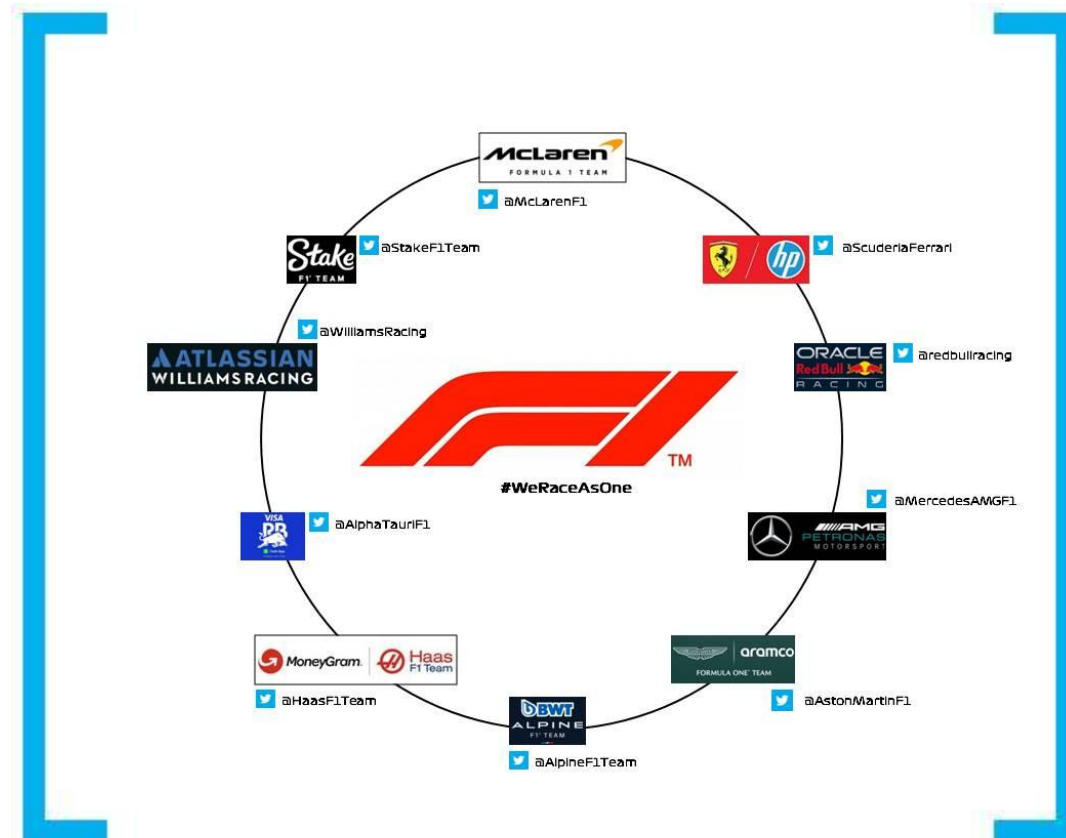 McLaren
FORMULA 1 TEAM
@McLarenF1
Stake
F1 TEAM
@StakeF1Team
hp
@ScuderiaFerrari
@WilliamsRacing
ATLASSIAN
WILLIAMS RACING
ORACLE
Red Bull
RACING
@redbullracing
F1
TM
#WeRaceAsOne
@MercedesAMGF1
VISA
RB
@AlphaTauriF1
AMG
PETRONAS
MOTORSPORT
MoneyGram
Haas
F1 Team
@HaasF1Team
aramco
FORMULA ONE TEAM
@AstonMartinF1
BWT
ALPINE
F1 TEAM
@AlpineF1Team